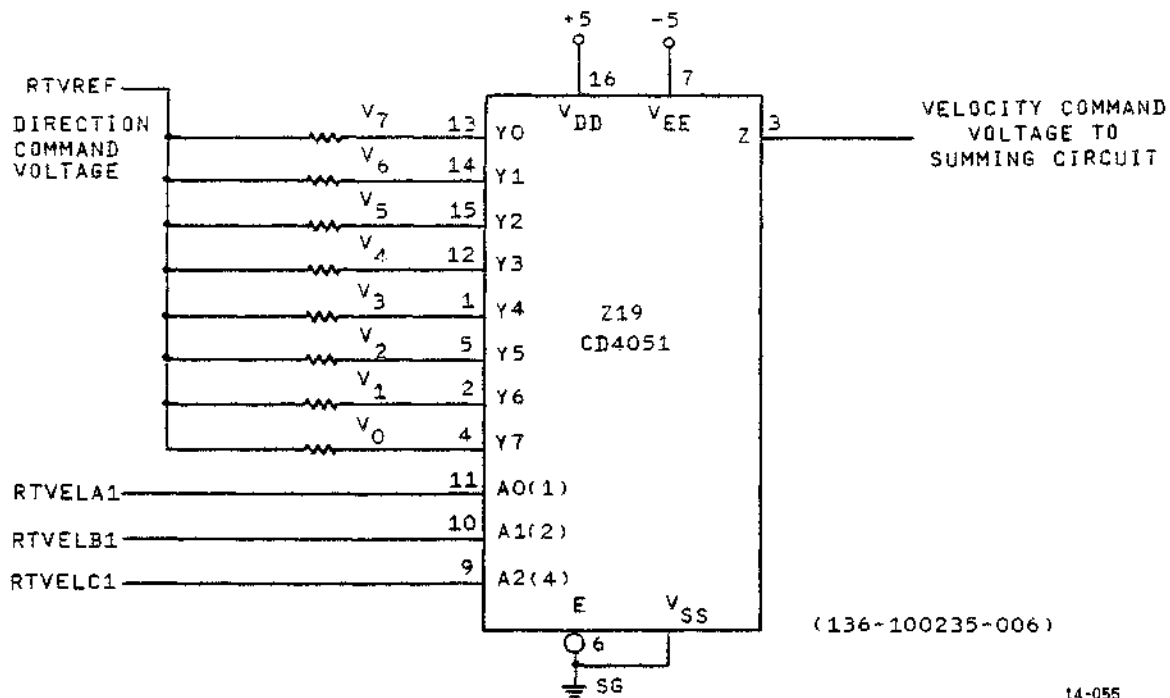 +5 -5
16 7
RTVREF
DIRECTION
COMMAND
VOLTAGE
VDD VEE
VELOCITY COMMAND
VOLTAGE TO
SUMMING CIRCUIT
V7 13 Y0 Z 3
V6 14 Y1
V5 15 Y2
V4 12 Y3
V3 1 Y4
V2 5 Y5
V1 2 Y6
V0 4 Y7
Z19
CD4051
RTVELA1 11 A0(1)
RTVELB1 10 A1(2)
RTVELC1 9 A2(4)
E VSS
6
SG
(136-100235-006)
14-055